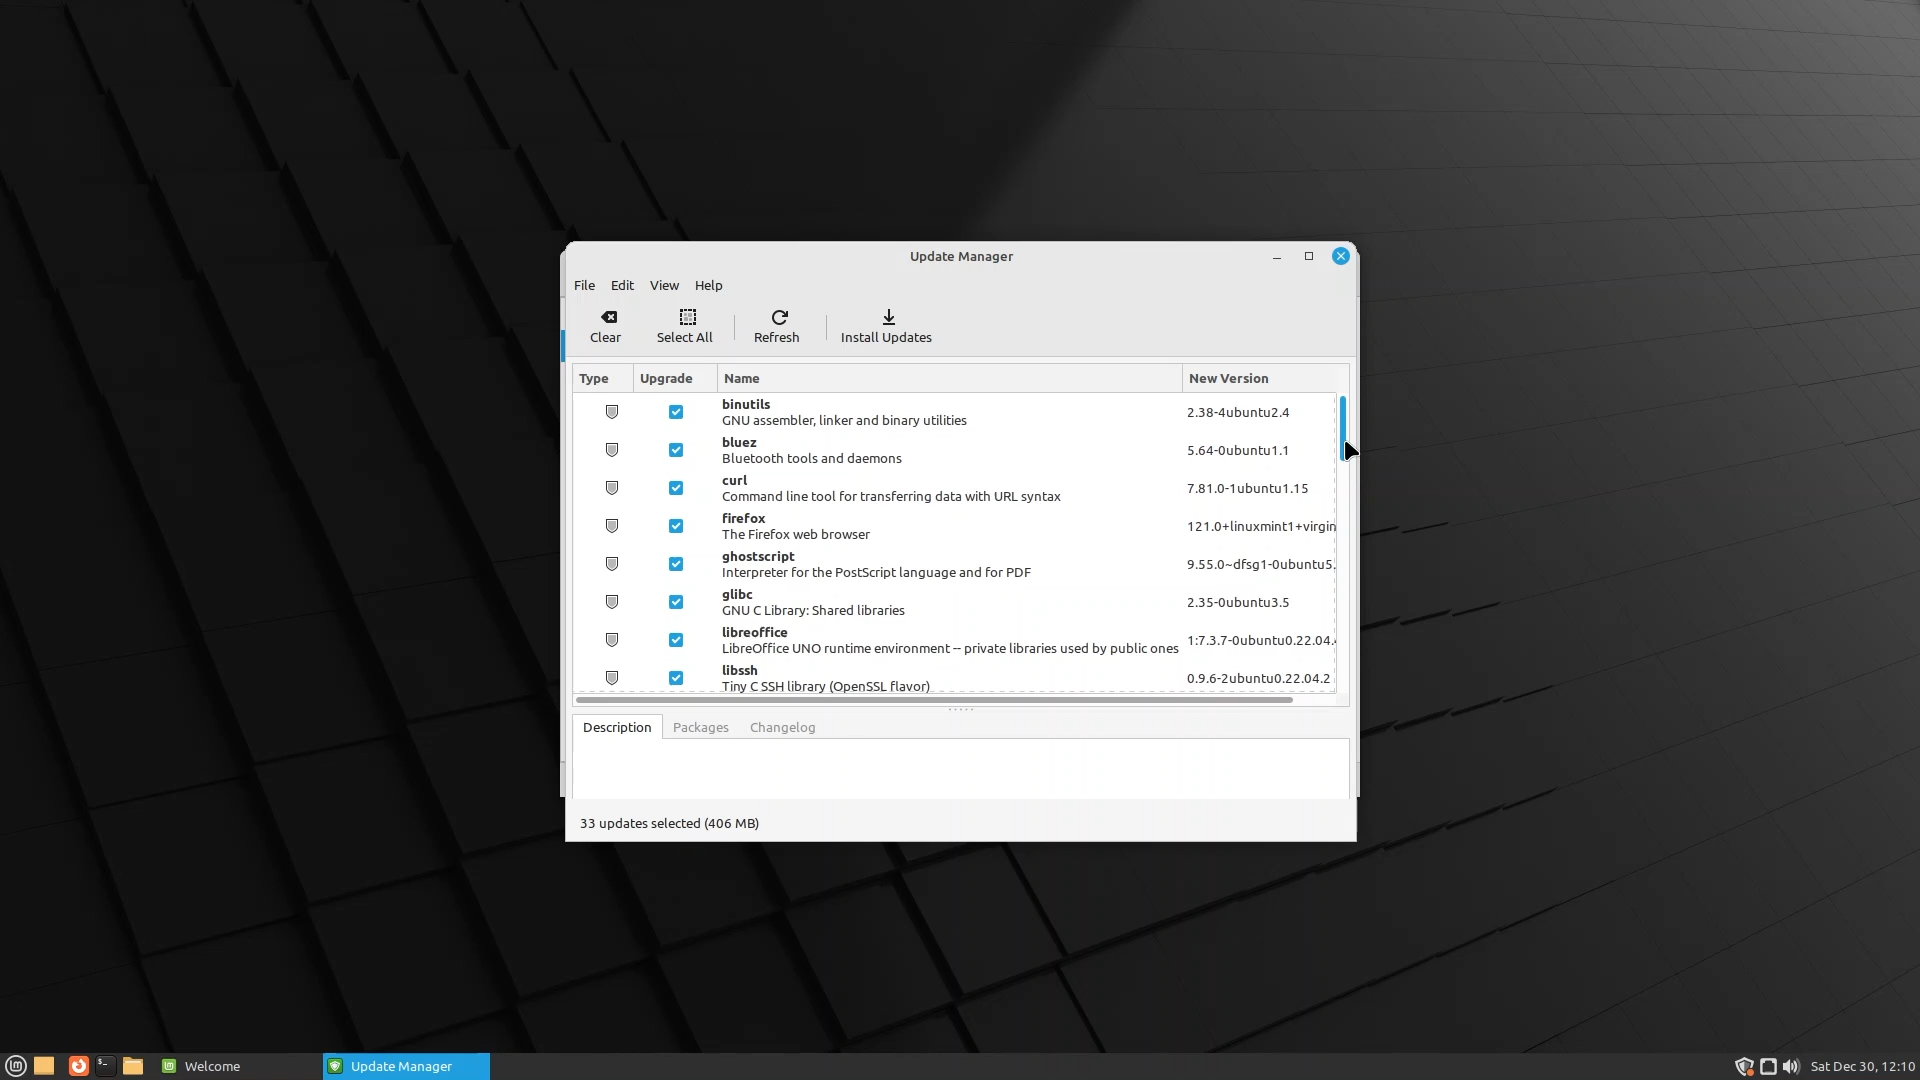 Update Manager
File Edit View Help
Clear Select All Refresh Install Updates
Type Upgrade Name New Version
binutils
GNU assembler, linker and binary utilities
2.38-4ubuntu2.4
bluez
Bluetooth tools and daemons
5.64-0ubuntu1.1
curl
Command line tool for transferring data with URL syntax
7.81.0-1ubuntu1.15
firefox
The Firefox web browser
121.0+linuxmint1+virgin
ghostscript
Interpreter for the PostScript language and for PDF
9.55.0~dfsg1-0ubuntu5.
glibc
GNU C Library: Shared libraries
2.35-0ubuntu3.5
libreoffice
LibreOffice UNO runtime environment -- private libraries used by public ones
1:7.3.7-0ubuntu0.22.04.
libssh
Tiny C SSH library (OpenSSL flavor)
0.9.6-2ubuntu0.22.04.2
Description Packages Changelog
33 updates selected (406 MB)
Welcome Update Manager Sat Dec 30, 12:10